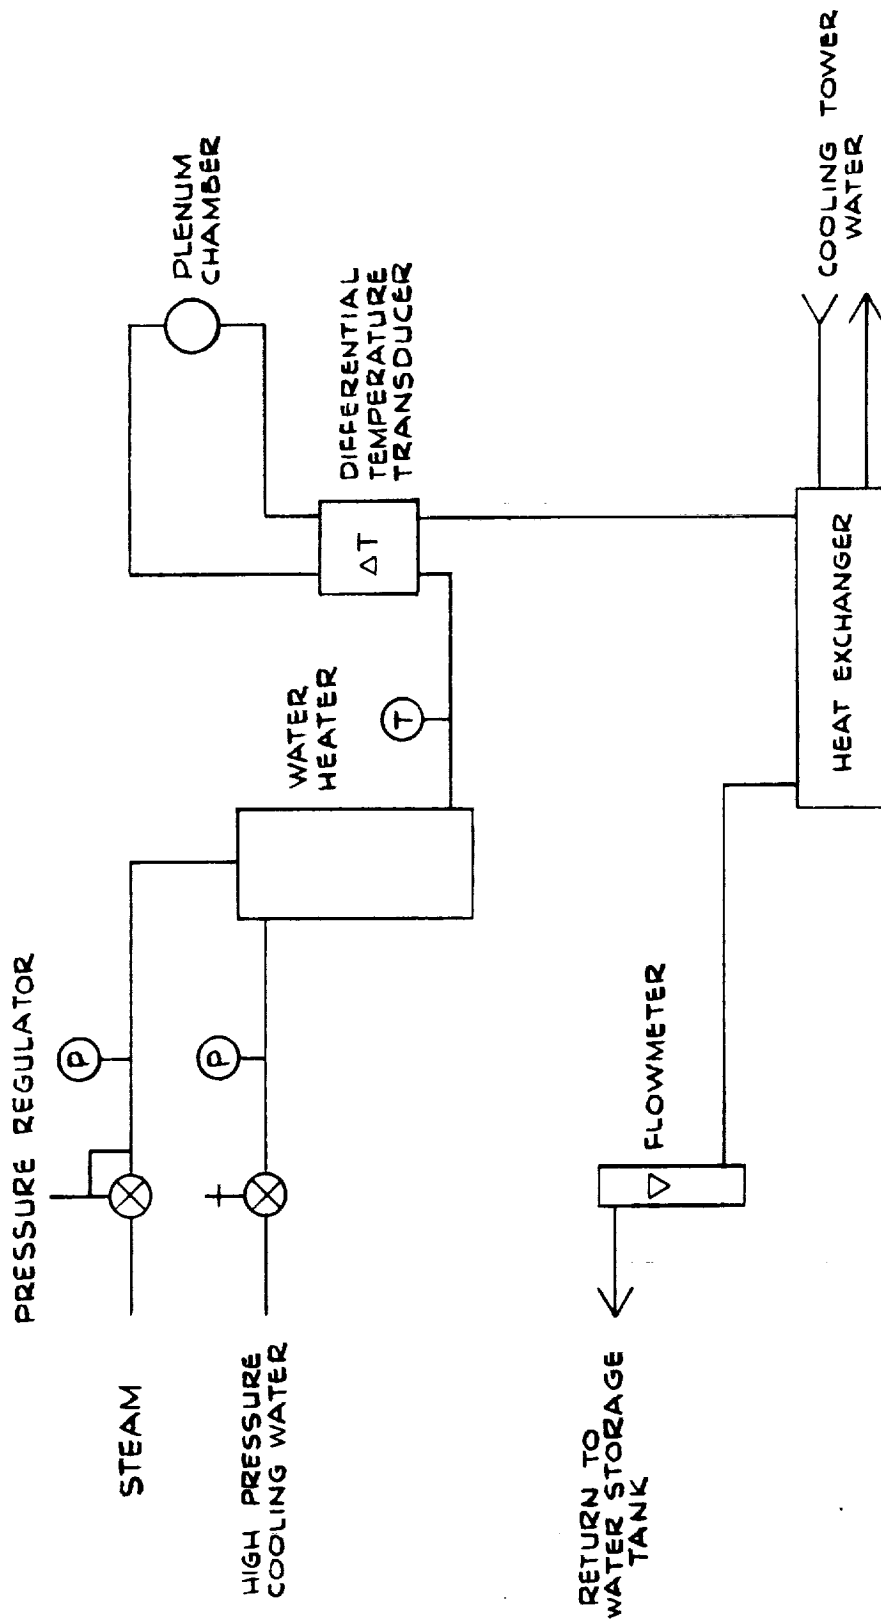 PRESSURE REGULATOR
STEAM
P
HIGH PRESSURE
COOLING WATER
P
WATER
HEATER
T
PLENUM
CHAMBER
DIFFERENTIAL
TEMPERATURE
TRANSDUCER
ΔT
RETURN TO
WATER STORAGE
TANK
FLOWMETER
HEAT EXCHANGER
COOLING TOWER
WATER